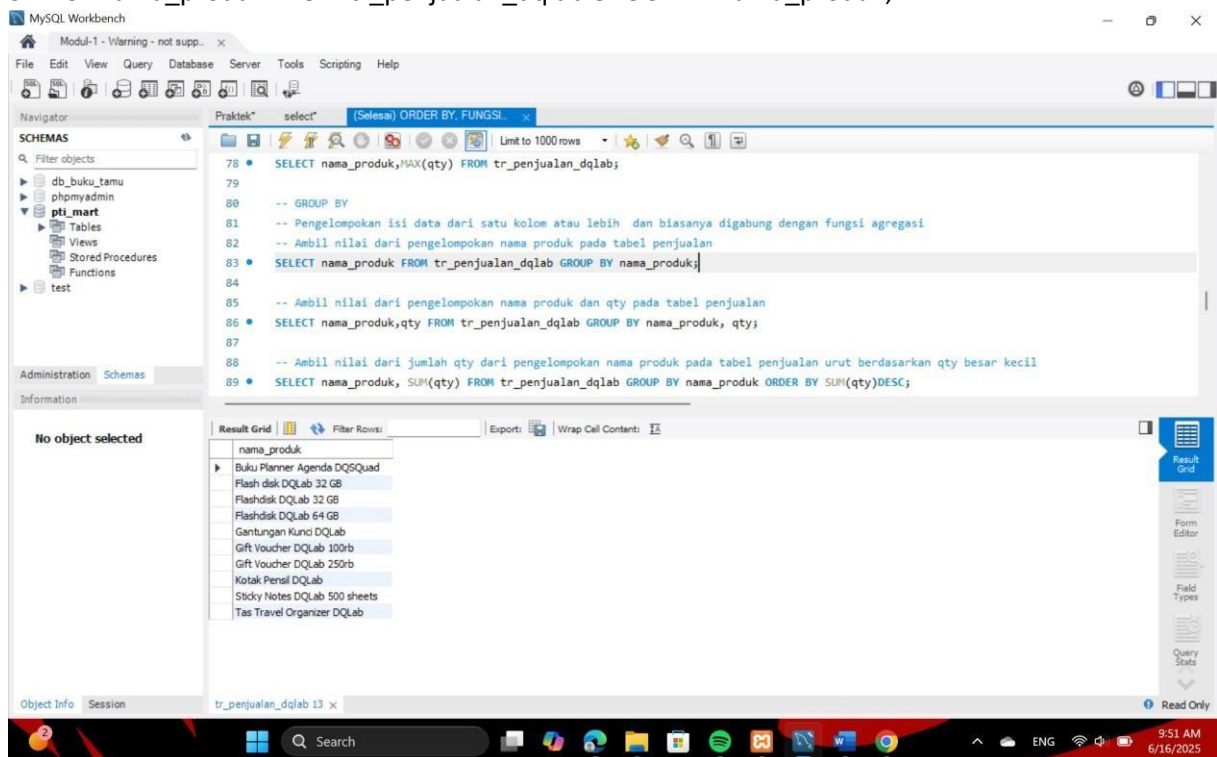 MySQL Workbench
Modul-1 - Warning - not supp..
File Edit View Query Database Server Tools Scripting Help
Navigator
Praktek* select* (Selesai) ORDER BY, FUNGSI...
SCHEMAS
Limit to 1000 rows
Filter objects
db_buku_tamu
phpmyadmin
pti_mart
Tables
Views
Stored Procedures
Functions
test
78 SELECT nama_produk,MAX(qty) FROM tr_penjualan_dqlab;
79
80 -- GROUP BY
81 -- Pengelompokan isi data dari satu kolom atau lebih dan biasanya digabung dengan fungsi agregasi
82 -- Ambil nilai dari pengelompokan nama produk pada tabel penjualan
83 SELECT nama_produk FROM tr_penjualan_dqlab GROUP BY nama_produk;
84
85 -- Ambil nilai dari pengelompokan nama produk dan qty pada tabel penjualan
86 SELECT nama_produk,qty FROM tr_penjualan_dqlab GROUP BY nama_produk, qty;
87
88 -- Ambil nilai dari jumlah qty dari pengelompokan nama produk pada tabel penjualan urut berdasarkan qty besar kecil
89 SELECT nama_produk, SUM(qty) FROM tr_penjualan_dqlab GROUP BY nama_produk ORDER BY SUM(qty)DESC;
Administration Schemas
Information
No object selected
Result Grid Filter Rows: Export: Wrap Cell Content:
nama_produk
Buku Planner Agenda DQSQuad
Flash disk DQLab 32 GB
Flashdisk DQLab 32 GB
Flashdisk DQLab 64 GB
Gantungan Kunci DQLab
Gift Voucher DQLab 100rb
Gift Voucher DQLab 250rb
Kotak Pensil DQLab
Sticky Notes DQLab 500 sheets
Tas Travel Organizer DQLab
Result
Grid
Form
Editor
Field
Types
Query
Stats
Object Info Session
tr_penjualan_dqlab 13
Read Only
2
Search
ENG
9:51 AM
6/16/2025